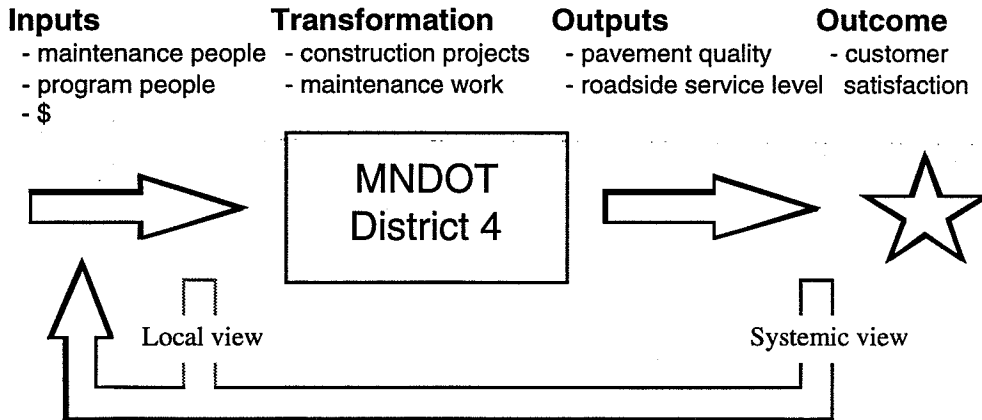 Inputs
- maintenance people
- program people
- $
Transformation
- construction projects
- maintenance work
Outputs
- pavement quality
- roadside service level
Outcome
- customer
satisfaction
MNDOT
District 4
Local view
Systemic view